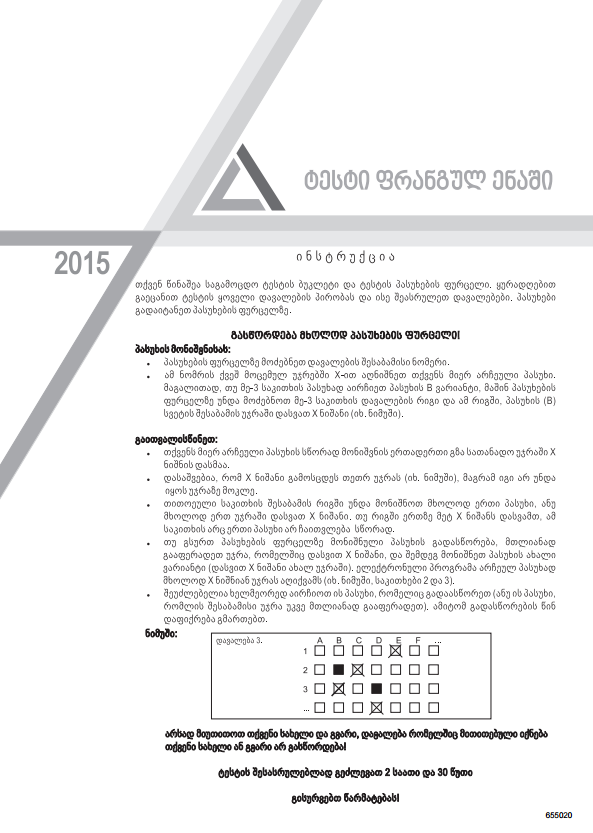 ტესტი ფრანგულ ენაში
2015
ინსტრუქცია
თქვენ წინაშეა საგამოცდო ტესტის ბუკლეტი და ტესტის პასუხების ფურცელი. ყურადღებით
გაეცანით ტესტის ყოველი დავალების პირობას და ისე შეასრულეთ დავალებები. პასუხები
გადაიტანეთ პასუხების ფურცელზე.
გასწორდება მხოლოდ პასუხების ფურცელი!
პასუხის მონიშვნისას:
• პასუხების ფურცელზე მოძებნეთ დავალების შესაბამისი ნომერი.
• ამ ნომრის ქვეშ მოცემულ უჯრებში X-ით აღნიშნეთ თქვენს მიერ არჩეული პასუხი.
მაგალითად, თუ მე-3 საკითხის პასუხად აირჩიეთ პასუხის B ვარიანტი, მაშინ პასუხების
ფურცელზე უნდა მოძებნოთ მე-3 საკითხის დავალების რიგი და ამ რიგში, პასუხის (B)
სვეტის შესაბამის უჯრაში დასვათ X ნიშანი (იხ. ნიმუში).
გაითვალისწინეთ:
• თქვენს მიერ არჩეული პასუხის სწორად მონიშვნის ერთადერთი გზა სათანადო უჯრაში X
ნიშნის დასმაა.
• დასაშვებია, რომ X ნიშანი გამოსცდეს თეთრ უჯრას (იხ. ნიმუში), მაგრამ იგი არ უნდა
იყოს უჯრაზე მოკლე.
• თითოეული საკითხის შესაბამის რიგში უნდა მონიშნოთ მხოლოდ ერთი პასუხი, ანუ
მხოლოდ ერთ უჯრაში დასვათ X ნიშანი. თუ რიგში ერთზე მეტ X ნიშანს დასვამთ, ამ
საკითხის არც ერთი პასუხი არ ჩაითვლება სწორად.
• თუ გსურთ პასუხების ფურცელზე მონიშნული პასუხის გადასწორება, მთლიანად
გააფერადეთ უჯრა, რომელშიც დასვით X ნიშანი, და შემდეგ მონიშნეთ პასუხის ახალი
ვარიანტი (დასვით X ნიშანი ახალ უჯრაში). ელექტრონული პროგრამა არჩეულ პასუხად
მხოლოდ X ნიშნიან უჯრას აღიქვამს (იხ. ნიმუში, საკითხები 2 და 3).
• შეუძლებელია ხელმეორედ აირჩიოთ ის პასუხი, რომელიც გადაასწორეთ (ანუ ის პასუხი,
რომლის შესაბამისი უჯრა უკვე მთლიანად გააფერადეთ). ამიტომ გადასწორების წინ
დაფიქრება გმართებთ.
ნიმუში:
დავალება 3. A B C D E F ...
1
2
3
...
არსად მიუთითოთ თქვენი სახელი და გვარი, დავალება რომელშიც მითითებული იქნება
თქვენი სახელი ან გვარი არ გასწორდება!
ტესტის შესასრულებლად გეძლევათ 2 საათი და 30 წუთი
გისურვებთ წარმატებას!
655020